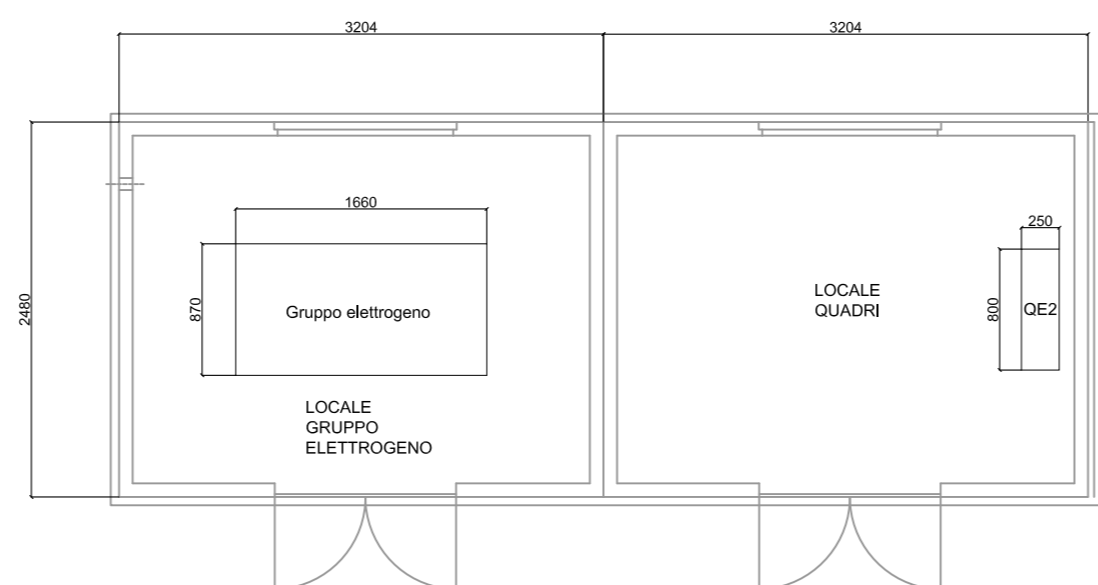 3204
3204
1660
250
2480
870
Gruppo elettrogeno
LOCALE
QUADRI
800
QE2
LOCALE
GRUPPO
ELETTROGENO